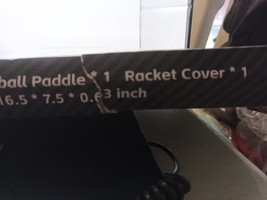 ball Paddle * 1 Racket Cover * 1
16.5 * 7.5 * 0.63 inch